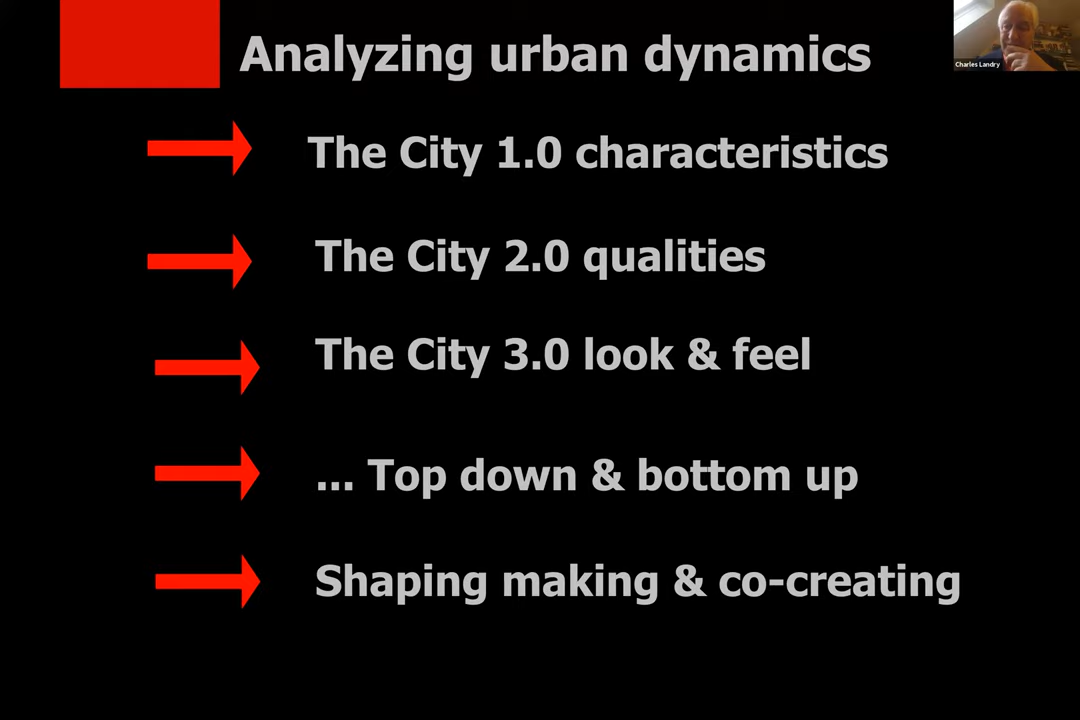 Analyzing urban dynamics
Charles Landry
The City 1.0 characteristics
The City 2.0 qualities
The City 3.0 look & feel
... Top down & bottom up
Shaping making & co-creating